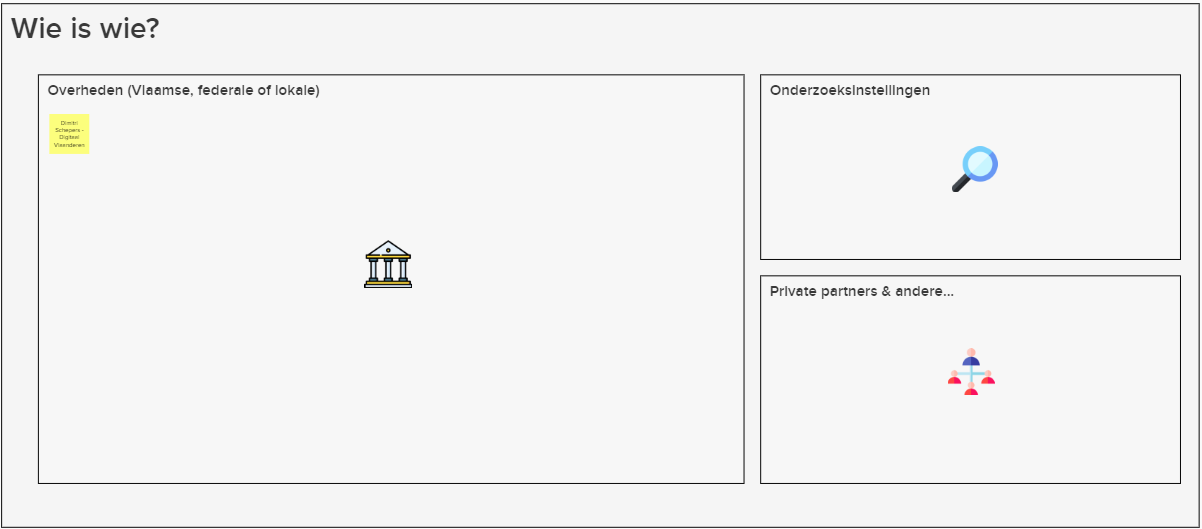 Wie is wie?
Overheden (Vlaamse, federale of lokale)
Dimitri
Schepers -
Digitaal
Vlaanderen
Onderzoeksinstellingen
Private partners & andere...